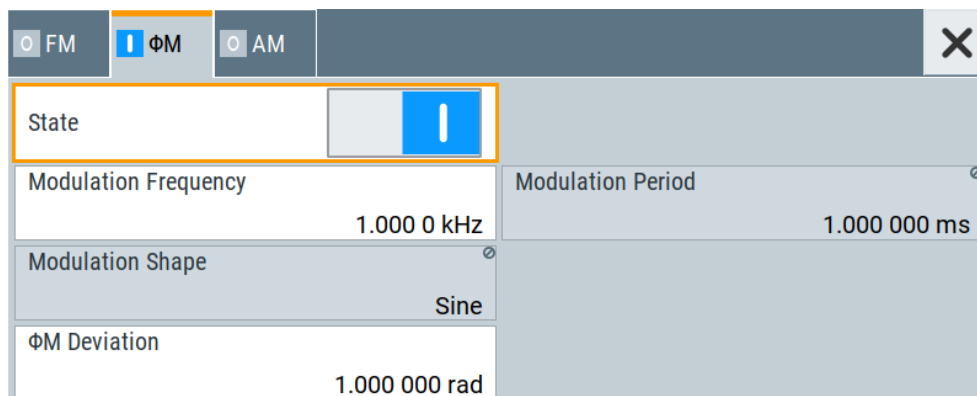 FM ΦM AM
State
Modulation Frequency
1.000 0 kHz
Modulation Period
1.000 000 ms
Modulation Shape
Sine
ΦM Deviation
1.000 000 rad